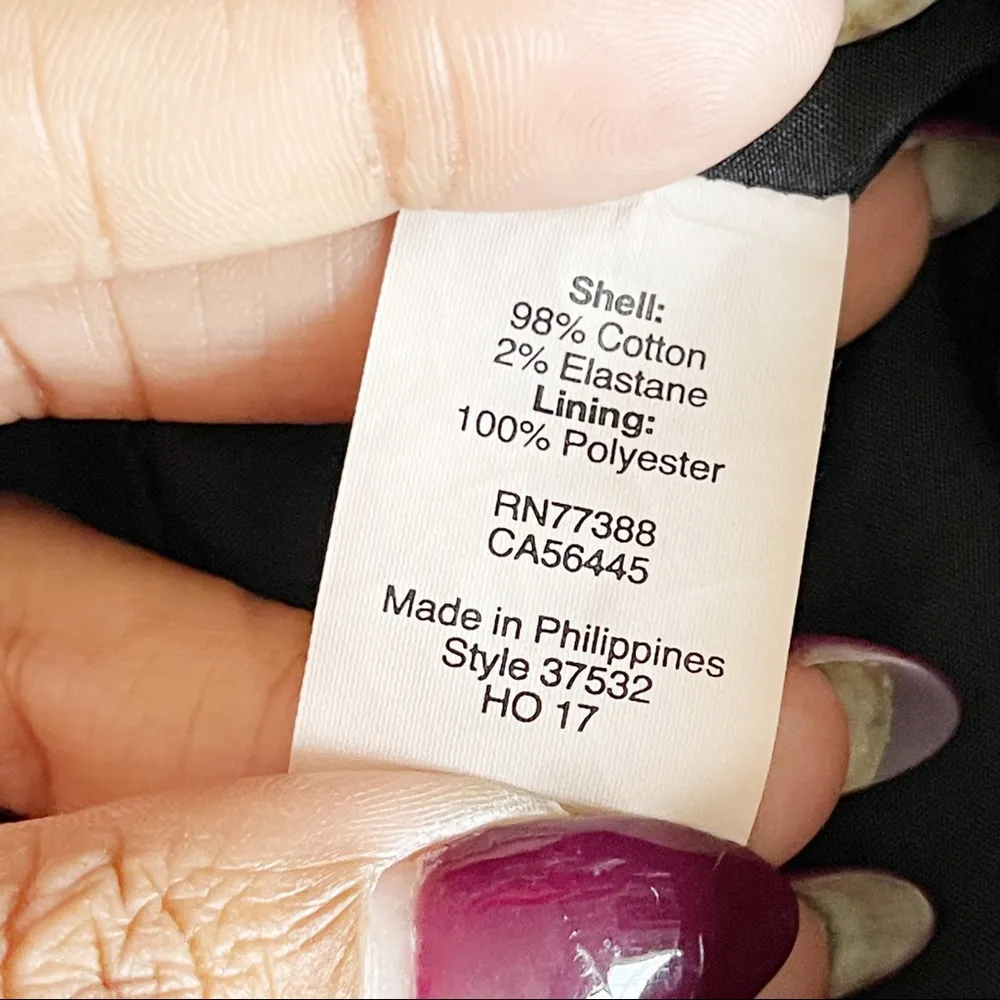 Shell:
98% Cotton
2% Elastane
Lining:
100% Polyester
RN77388
CA56445
Made in Philippines
Style 37532
HO 17